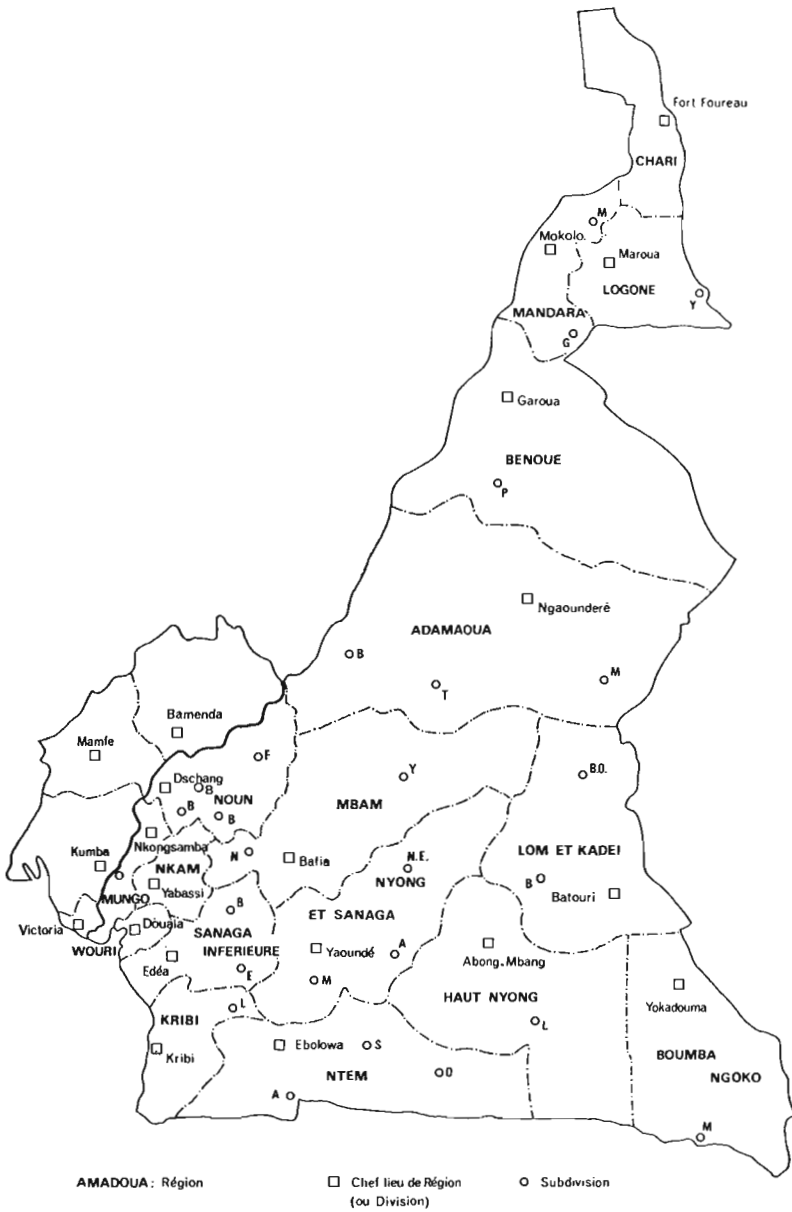 Fort Foureau
CHARI
M
Mokolo.
Maroua
LOGONE
Y
MANDARA
G
Garoua
BENOUE
P
Ngaounderé
ADAMAOUA
B
M
T
Bamenda
Mamfe
F
Dschang
B
NOUN
B
B
Y
MBAM
B.O.
Nkongsamba
Kumba
NKAM
N
Bafia
N.E.
NYONG
LOM ET KADEI
MUNGO
Yabassi
B
Batouri
Victoria
Douala
B
SANAGA
ET SANAGA
WOURI
INFERIEURE
Yaoundé
A
Abong.Mbang
Edéa
E
M
HAUT NYONG
Yokadouma
KRIBI
L
L
Kribi
Ebolowa
S
BOUMBA
NTEM
D
NGOKO
A
M
AMADOUA: Région
Chef lieu de Région
(ou Division)
Subdivision